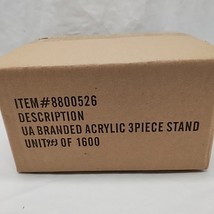 ITEM#8800526
DESCRIPTION
UA BRANDED ACRYLIC 3PIECE STAND
OF 1600